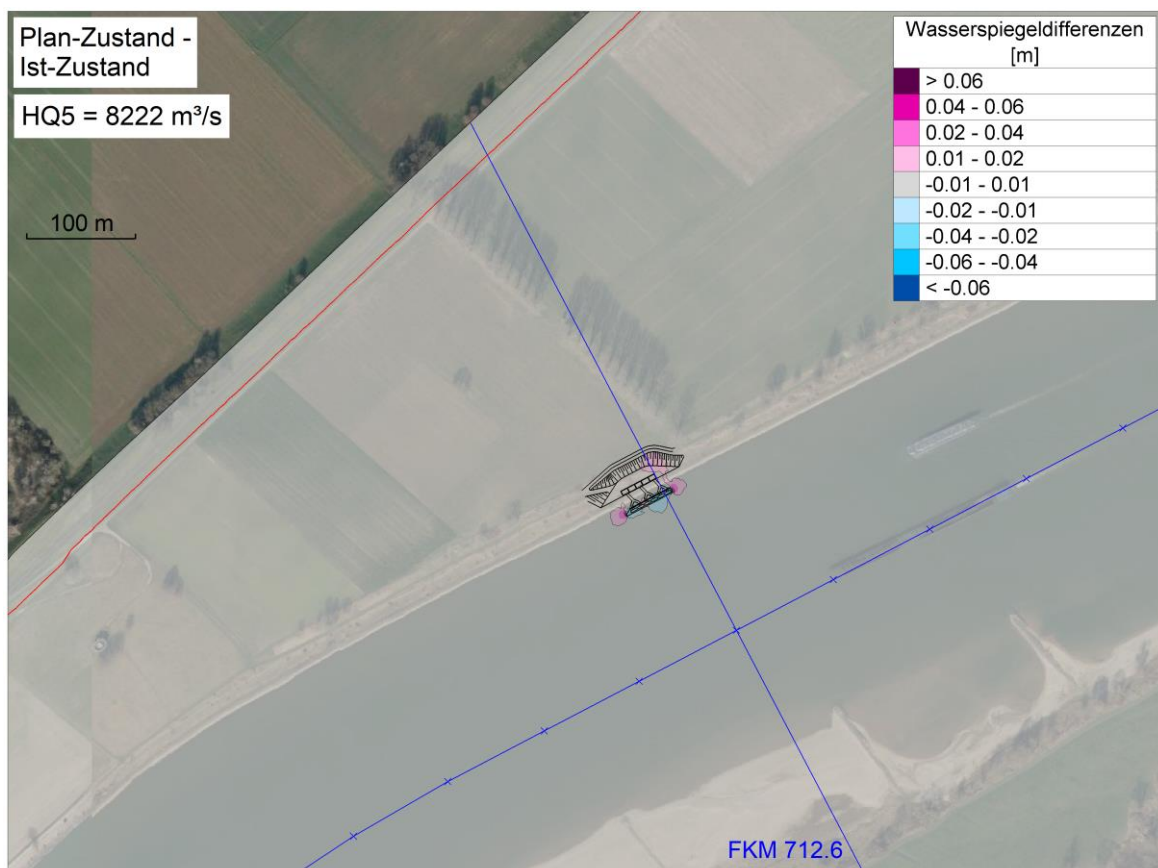 Plan-Zustand -
Ist-Zustand
HQ5 = 8222 m³/s
100 m
Wasserspiegeldifferenzen
[m]
> 0.06
0.04 - 0.06
0.02 - 0.04
0.01 - 0.02
-0.01 - 0.01
-0.02 - -0.01
-0.04 - -0.02
-0.06 - -0.04
< -0.06
FKM 712.6